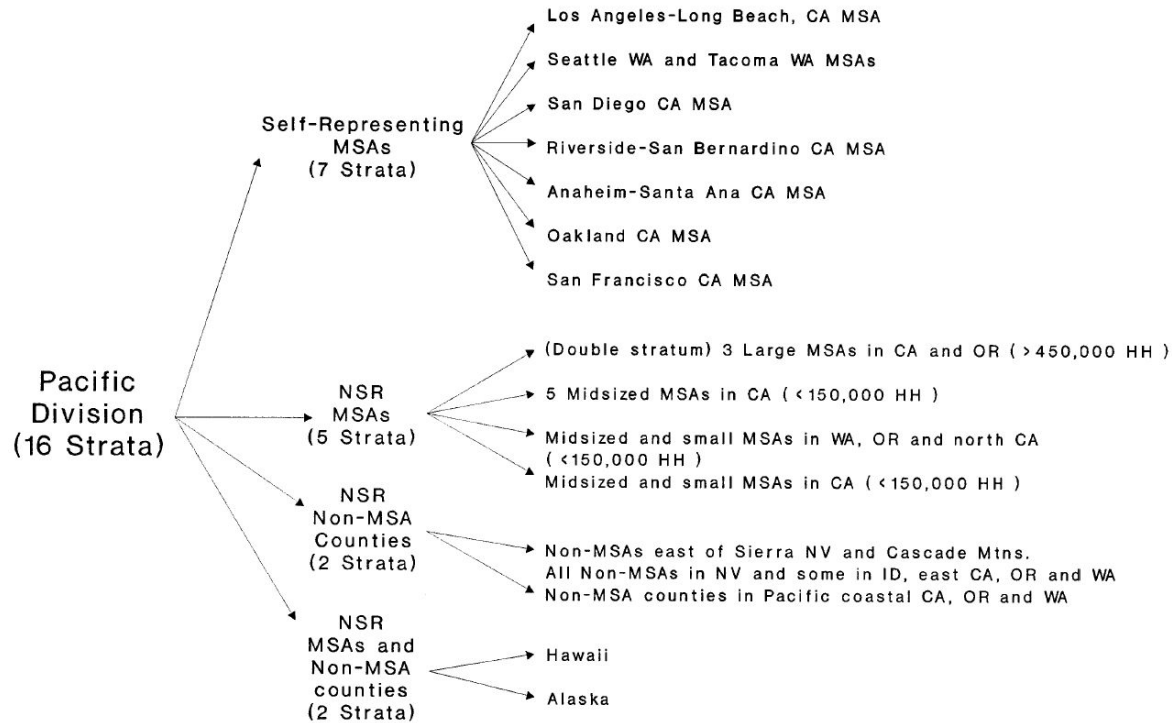 Pacific
Division
(16 Strata)
Self-Representing
MSAs
(7 Strata)
Los Angeles-Long Beach, CA MSA
Seattle WA and Tacoma WA MSAs
San Diego CA MSA
Riverside-San Bernardino CA MSA
Anaheim-Santa Ana CA MSA
Oakland CA MSA
San Francisco CA MSA
NSR
MSAs
(5 Strata)
(Double stratum) 3 Large MSAs in CA and OR ( >450,000 HH )
5 Midsized MSAs in CA ( <150,000 HH )
Midsized and small MSAs in WA, OR and north CA
( <150,000 HH )
Midsized and small MSAs in CA ( <150,000 HH )
NSR
Non-MSA
Counties
(2 Strata)
Non-MSAs east of Sierra NV and Cascade Mtns.
All Non-MSAs in NV and some in ID, east CA, OR and WA
Non-MSA counties in Pacific coastal CA, OR and WA
NSR
MSAs and
Non-MSA
counties
(2 Strata)
Hawaii
Alaska